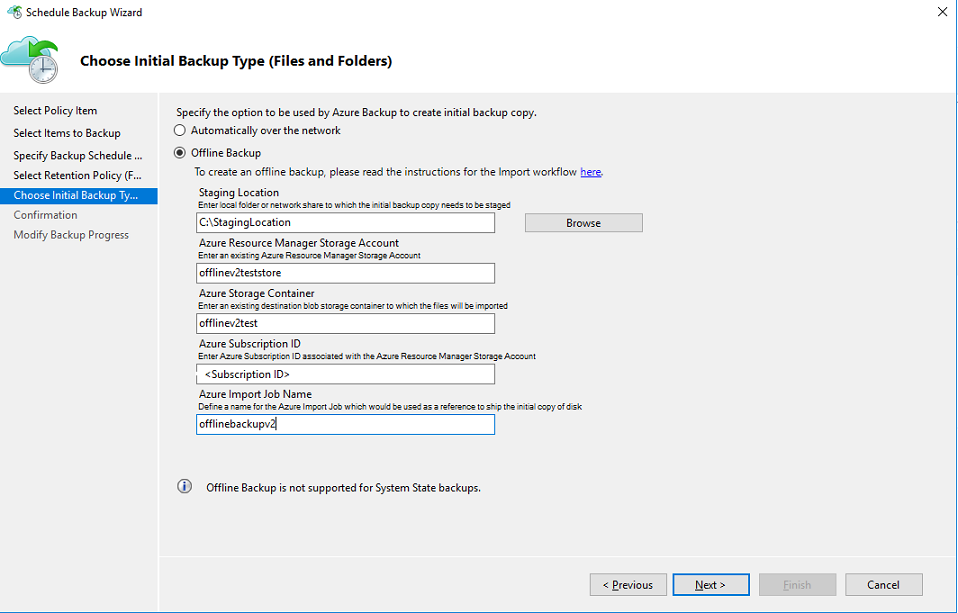 Schedule Backup Wizard
Choose Initial Backup Type (Files and Folders)
Select Policy Item
Select Items to Backup
Specify Backup Schedule ...
Select Retention Policy (F...
Choose Initial Backup Ty...
Confirmation
Modify Backup Progress
Specify the option to be used by Azure Backup to create initial backup copy.
Automatically over the network
Offline Backup
To create an offline backup, please read the instructions for the Import workflow here.
Staging Location
Enter local folder or network share to which the initial backup copy needs to be staged
C:\StagingLocation
Browse
Azure Resource Manager Storage Account
Enter an existing Azure Resource Manager Storage Account
offlinev2teststore
Azure Storage Container
Enter an existing destination blob storage container to which the files will be imported
offlinev2test
Azure Subscription ID
Enter Azure Subscription ID associated with the Azure Resource Manager Storage Account
<Subscription ID>
Azure Import Job Name
Define a name for the Azure Import Job which would be used as a reference to ship the initial copy of disk
offlinebackupv2
Offline Backup is not supported for System State backups.
< Previous
Next >
Finish
Cancel